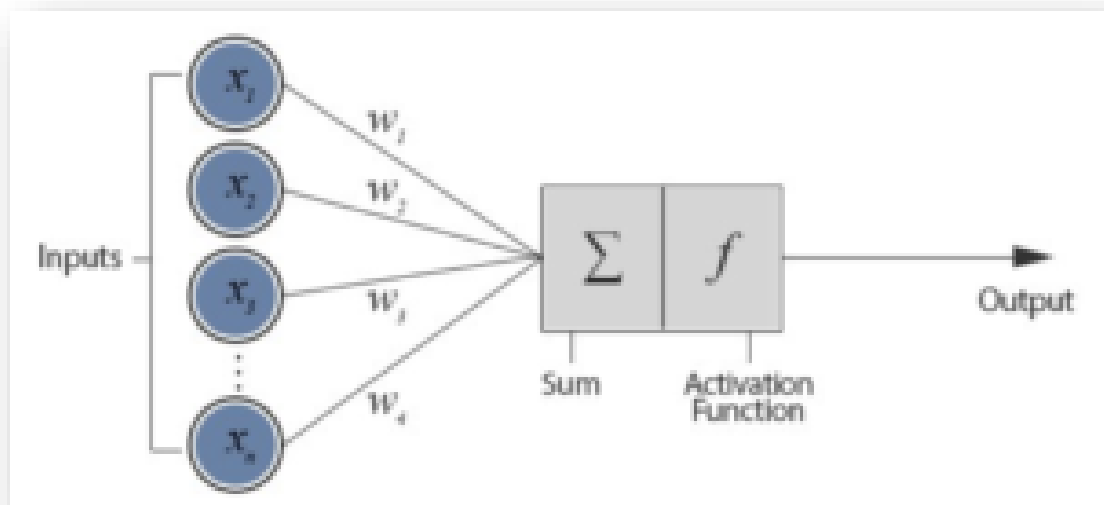 x₁
w₁
x₂
w₂
Inputs
x₃
w₃
Σ
f
Output
Sum
Activation
Function
w₄
xₙ